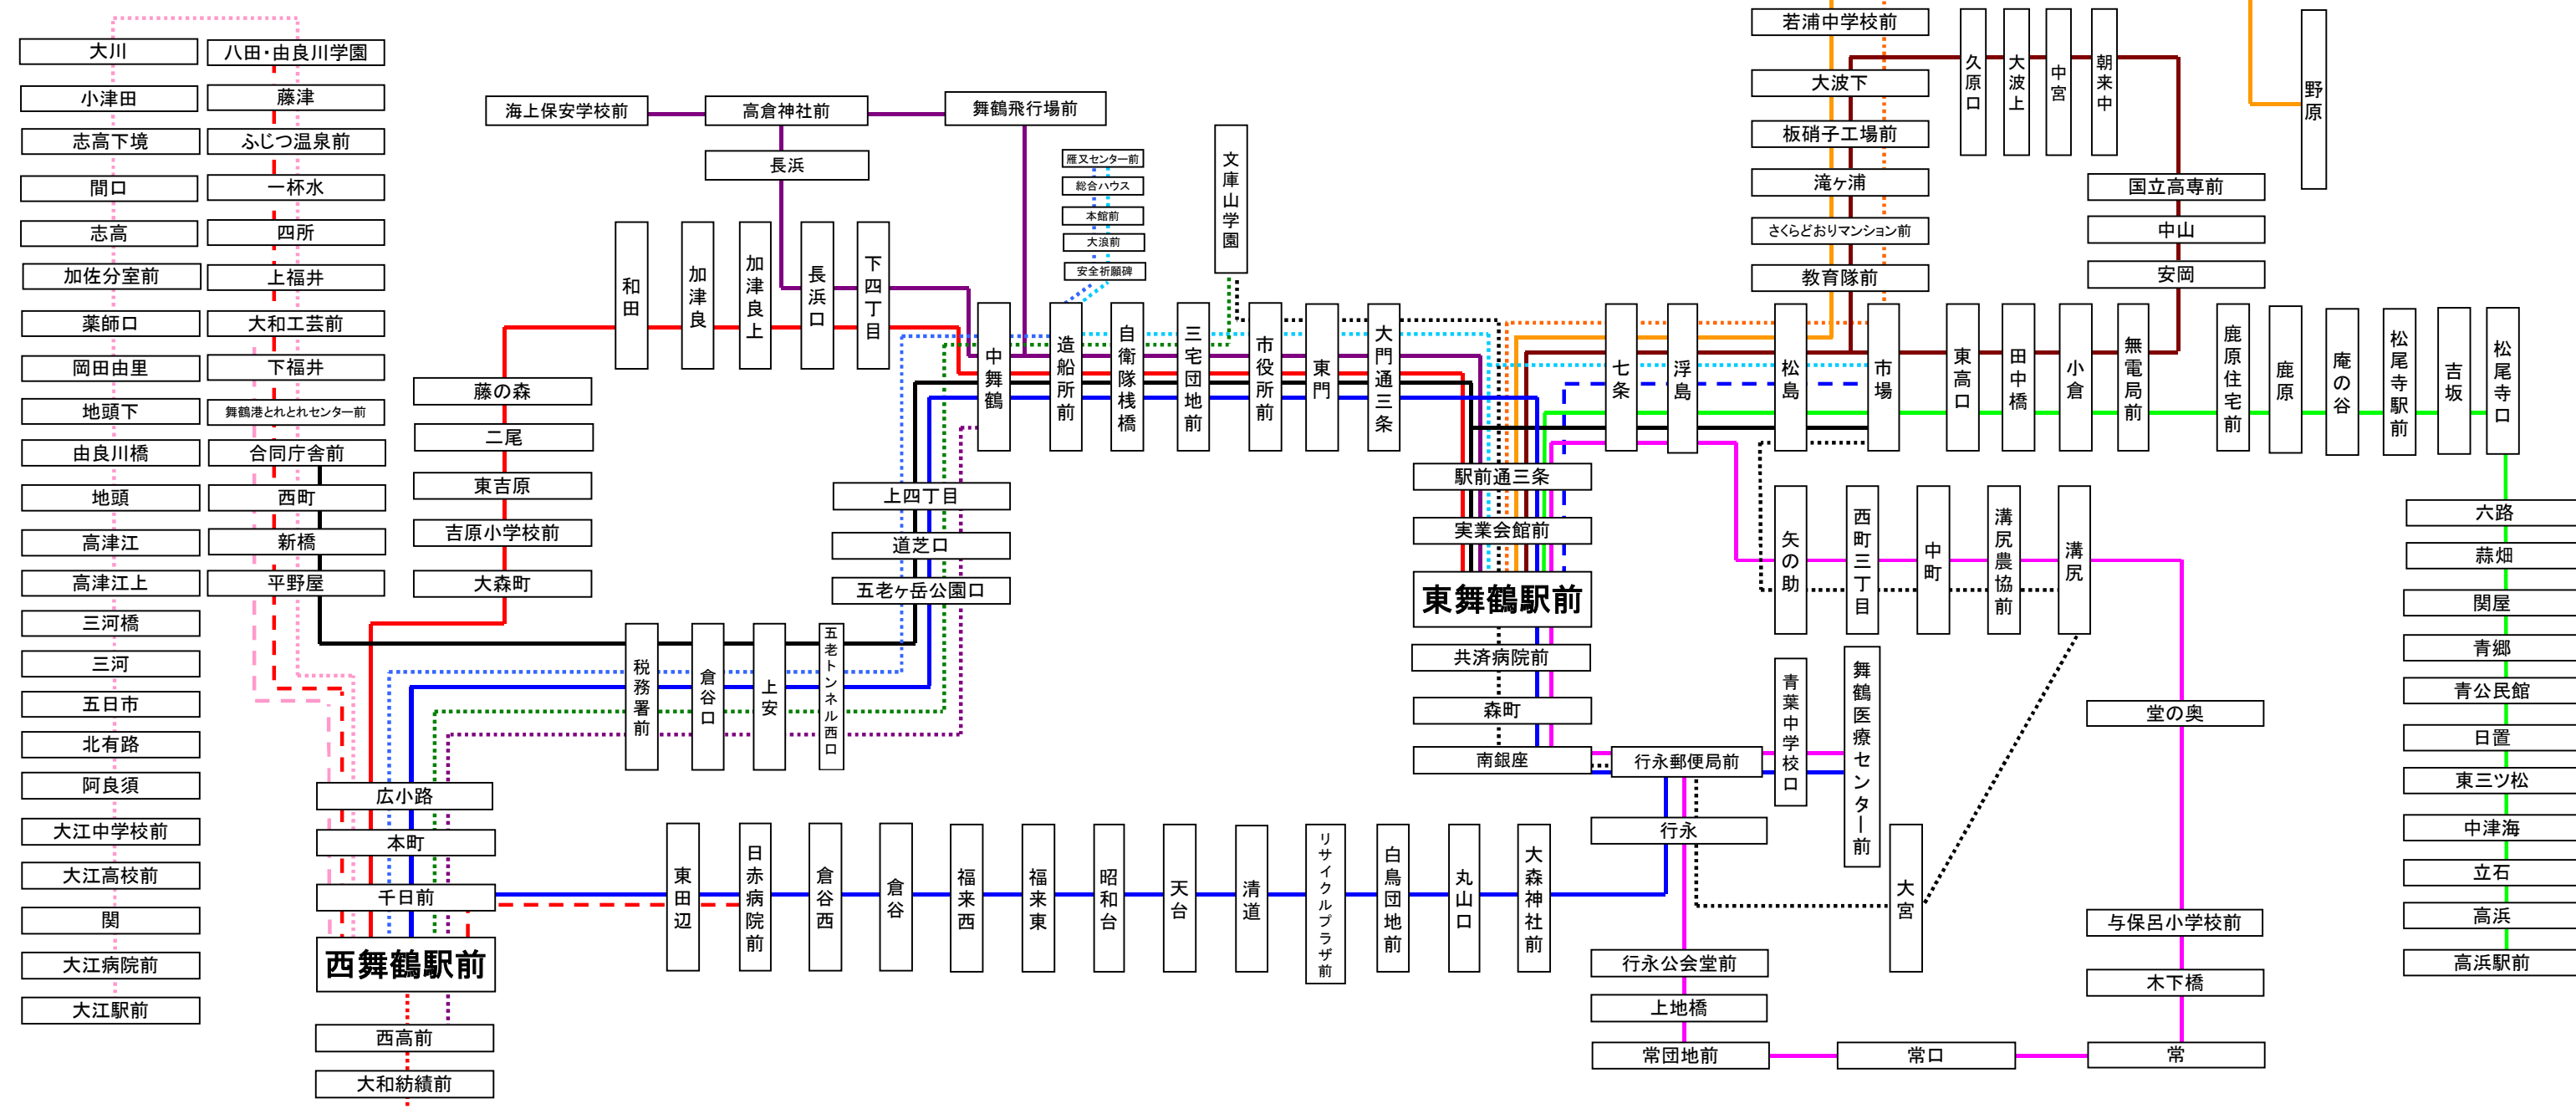 大川
小津田
志高下境
間口
志高
加佐分室前
薬師口
岡田由里
地頭下
由良川橋
地頭
高津江
高津江上
三河橋
三河
五日市
北有路
阿良須
大江中学校前
大江高校前
関
大江病院前
大江駅前
八田・由良川学園
藤津
ふじつ温泉前
一杯水
四所
上福井
大和工芸前
下福井
舞鶴港とれとれセンター前
合同庁舎前
西町
新橋
平野屋
藤の森
二尾
東吉原
吉原小学校前
大森町
広小路
本町
千日前
西舞鶴駅前
西高前
大和紡績前
海上保安学校前
高倉神社前
舞鶴飛行場前
長浜
和田
加津良
加津良上
長浜口
下四丁目
雁又センター前
総合ハウス
本館前
大浪前
安全祈願碑
文庫山学園
中舞鶴
造船所前
自衛隊桟橋
三宅団地前
市役所前
東門
大門通三条
上四丁目
道芝口
五老ヶ岳公園口
税務署前
倉谷口
上安
五老トンネル西口
東田辺
日赤病院前
倉谷西
倉谷
福来西
福来東
昭和台
天台
清道
リサイクルプラザ前
白鳥団地前
丸山口
大森神社前
駅前通三条
実業会館前
東舞鶴駅前
共済病院前
森町
南銀座
行永郵便局前
行永
行永公会堂前
上地橋
常団地前
常口
常
青葉中学校口
舞鶴医療センター前
大宮
七条
浮島
松島
市場
東高口
田中橋
小倉
無電局前
鹿原住宅前
鹿原
庵の谷
松尾寺駅前
吉坂
松尾寺口
若浦中学校前
大波下
板硝子工場前
滝ヶ浦
さくらどおりマンション前
教育隊前
久原口
大波上
中宮
朝来中
野原
国立高専前
中山
安岡
矢の助
西町三丁目
中町
溝尻農協前
溝尻
堂の奥
与保呂小学校前
木下橋
六路
蒜畑
関屋
青郷
青公民館
日置
東三ツ松
中津海
立石
高浜
高浜駅前